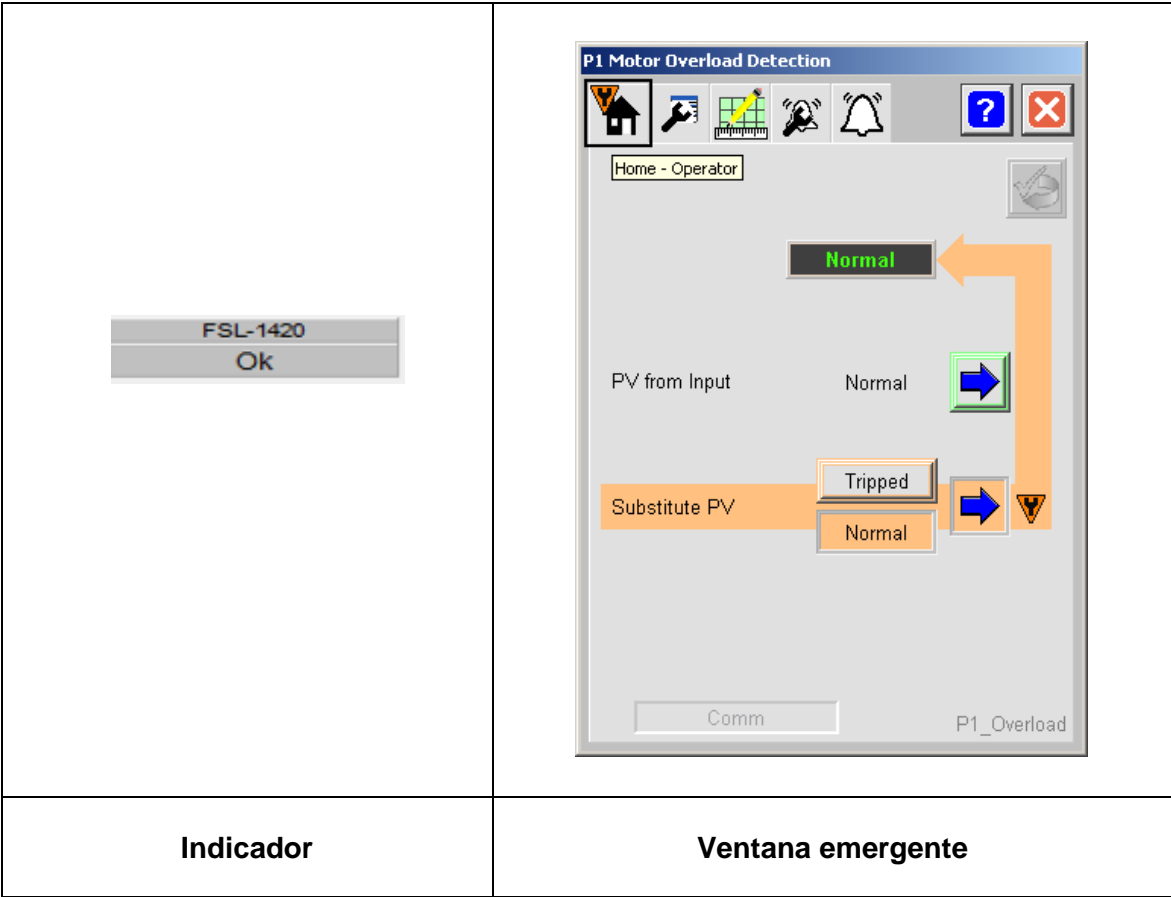 FSL-1420
Ok
P1 Motor Overload Detection
?
Home - Operator
Normal
PV from Input Normal
Tripped
Substitute PV
Normal
Comm
P1_Overload
Indicador
Ventana emergente